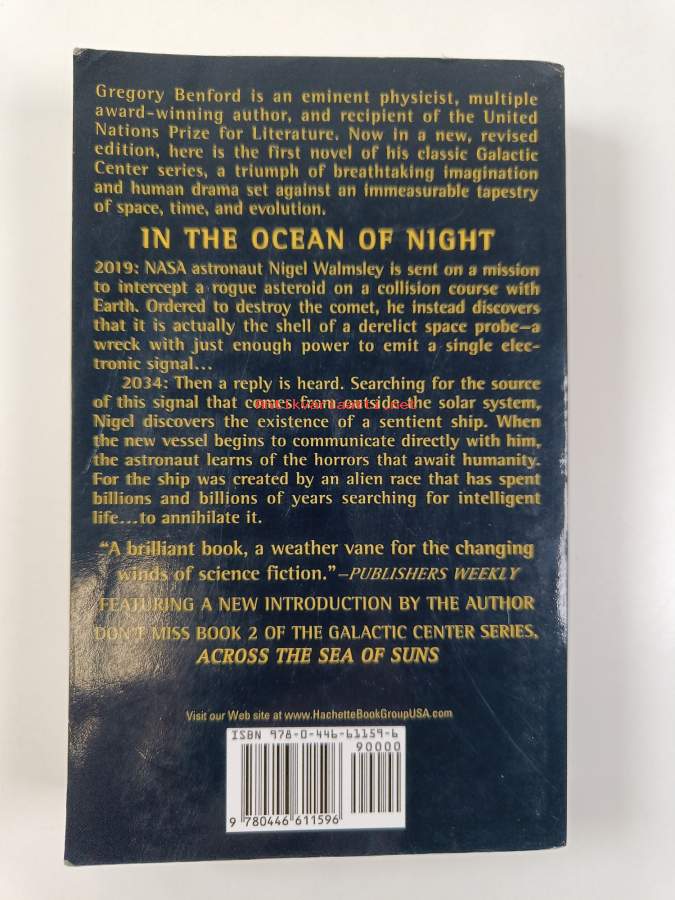 Gregory Benford is an eminent physicist, multiple
award-winning author, and recipient of the United
Nations Prize for Literature. Now in a new, revised
edition, here is the first novel of his classic Galactic
Center series, a triumph of breathtaking imagination
and human drama set against an immeasurable tapestry
of space, time, and evolution.
IN THE OCEAN OF NIGHT
2019: NASA astronaut Nigel Walmsley is sent on a mission
to intercept a rogue asteroid on a collision course with
Earth. Ordered to destroy the comet, he instead discovers
that it is actually the shell of a derelict space probe—a
wreck with just enough power to emit a single elec-
tronic signal...
2034: Then a reply is heard. Searching for the source
of this signal that comes from outside the solar system,
Nigel discovers the existence of a sentient ship. When
the new vessel begins to communicate directly with him,
the astronaut learns of the horrors that await humanity.
For the ship was created by an alien race that has spent
billions and billions of years searching for intelligent
life...to annihilate it.
"A brilliant book, a weather vane for the changing
winds of science fiction."—PUBLISHERS WEEKLY
FEATURING A NEW INTRODUCTION BY THE AUTHOR
DON'T MISS BOOK 2 OF THE GALACTIC CENTER SERIES,
ACROSS THE SEA OF SUNS
Visit our Web site at www.HachetteBookGroupUSA.com
ISBN 978-0-446-61159-6
90000
9 780446 611596